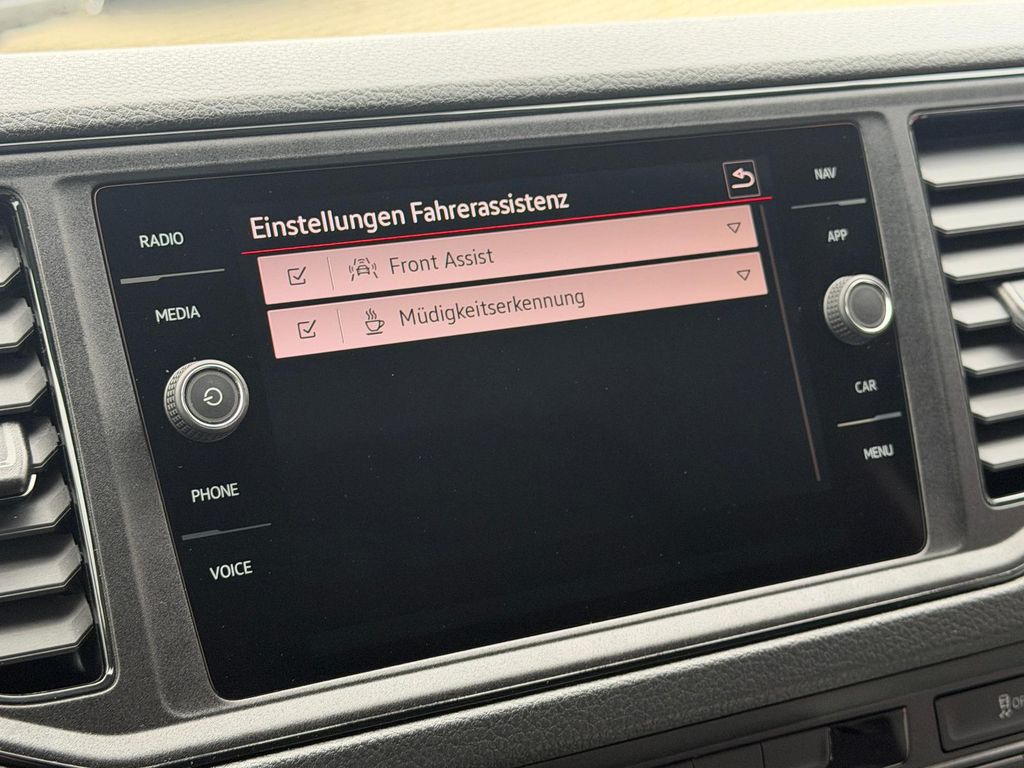 Einstellungen Fahrerassistenz
Front Assist
Müdigkeitserkennung
RADIO
MEDIA
PHONE
VOICE
NAV
APP
CAR
MENU